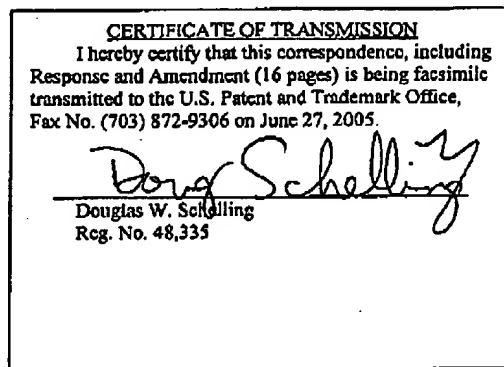 CERTIFICATE OF TRANSMISSION
I hereby certify that this correspondence, including
Response and Amendment (16 pages) is being facsimile
transmitted to the U.S. Patent and Trademark Office,
Fax No. (703) 872-9306 on June 27, 2005.
Doug Schelling
Douglas W. Schelling
Reg. No. 48,335